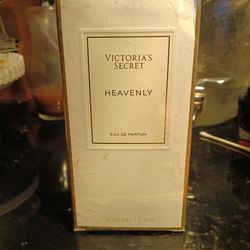 VICTORIA'S
SECRET
HEAVENLY
EAU DE PARFUM